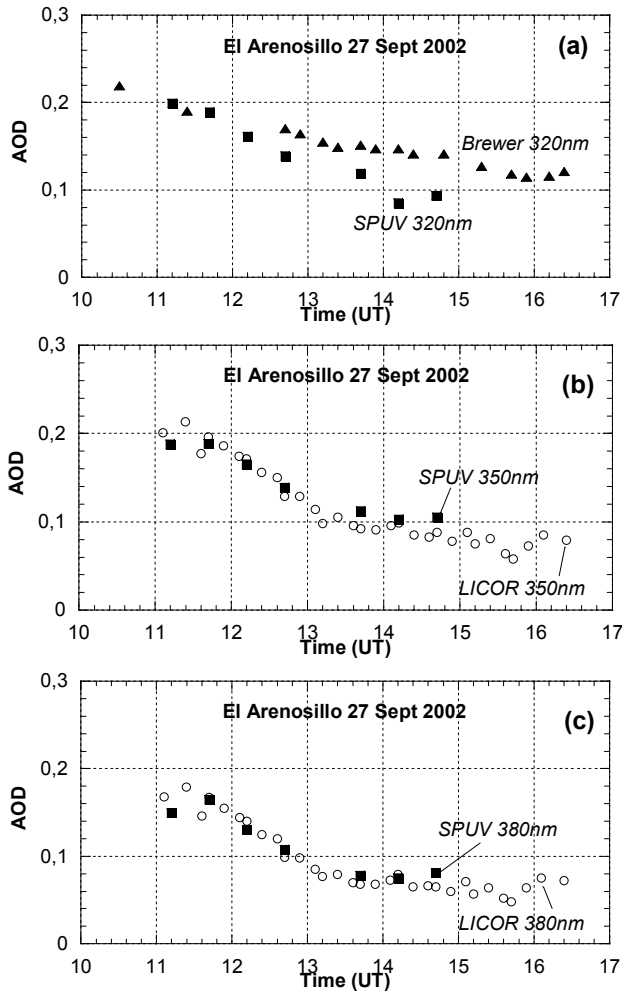 El Arenosillo 27 Sept 2002
(a)
0,3
0,2
0,1
0
AOD
Brewer 320nm
SPUV 320nm
10 11 12 13 14 15 16 17
Time (UT)
El Arenosillo 27 Sept 2002
(b)
0,3
0,2
0,1
0
AOD
SPUV 350nm
LICOR 350nm
10 11 12 13 14 15 16 17
Time (UT)
El Arenosillo 27 Sept 2002
(c)
0,3
0,2
0,1
0
AOD
SPUV 380nm
LICOR 380nm
10 11 12 13 14 15 16 17
Time (UT)